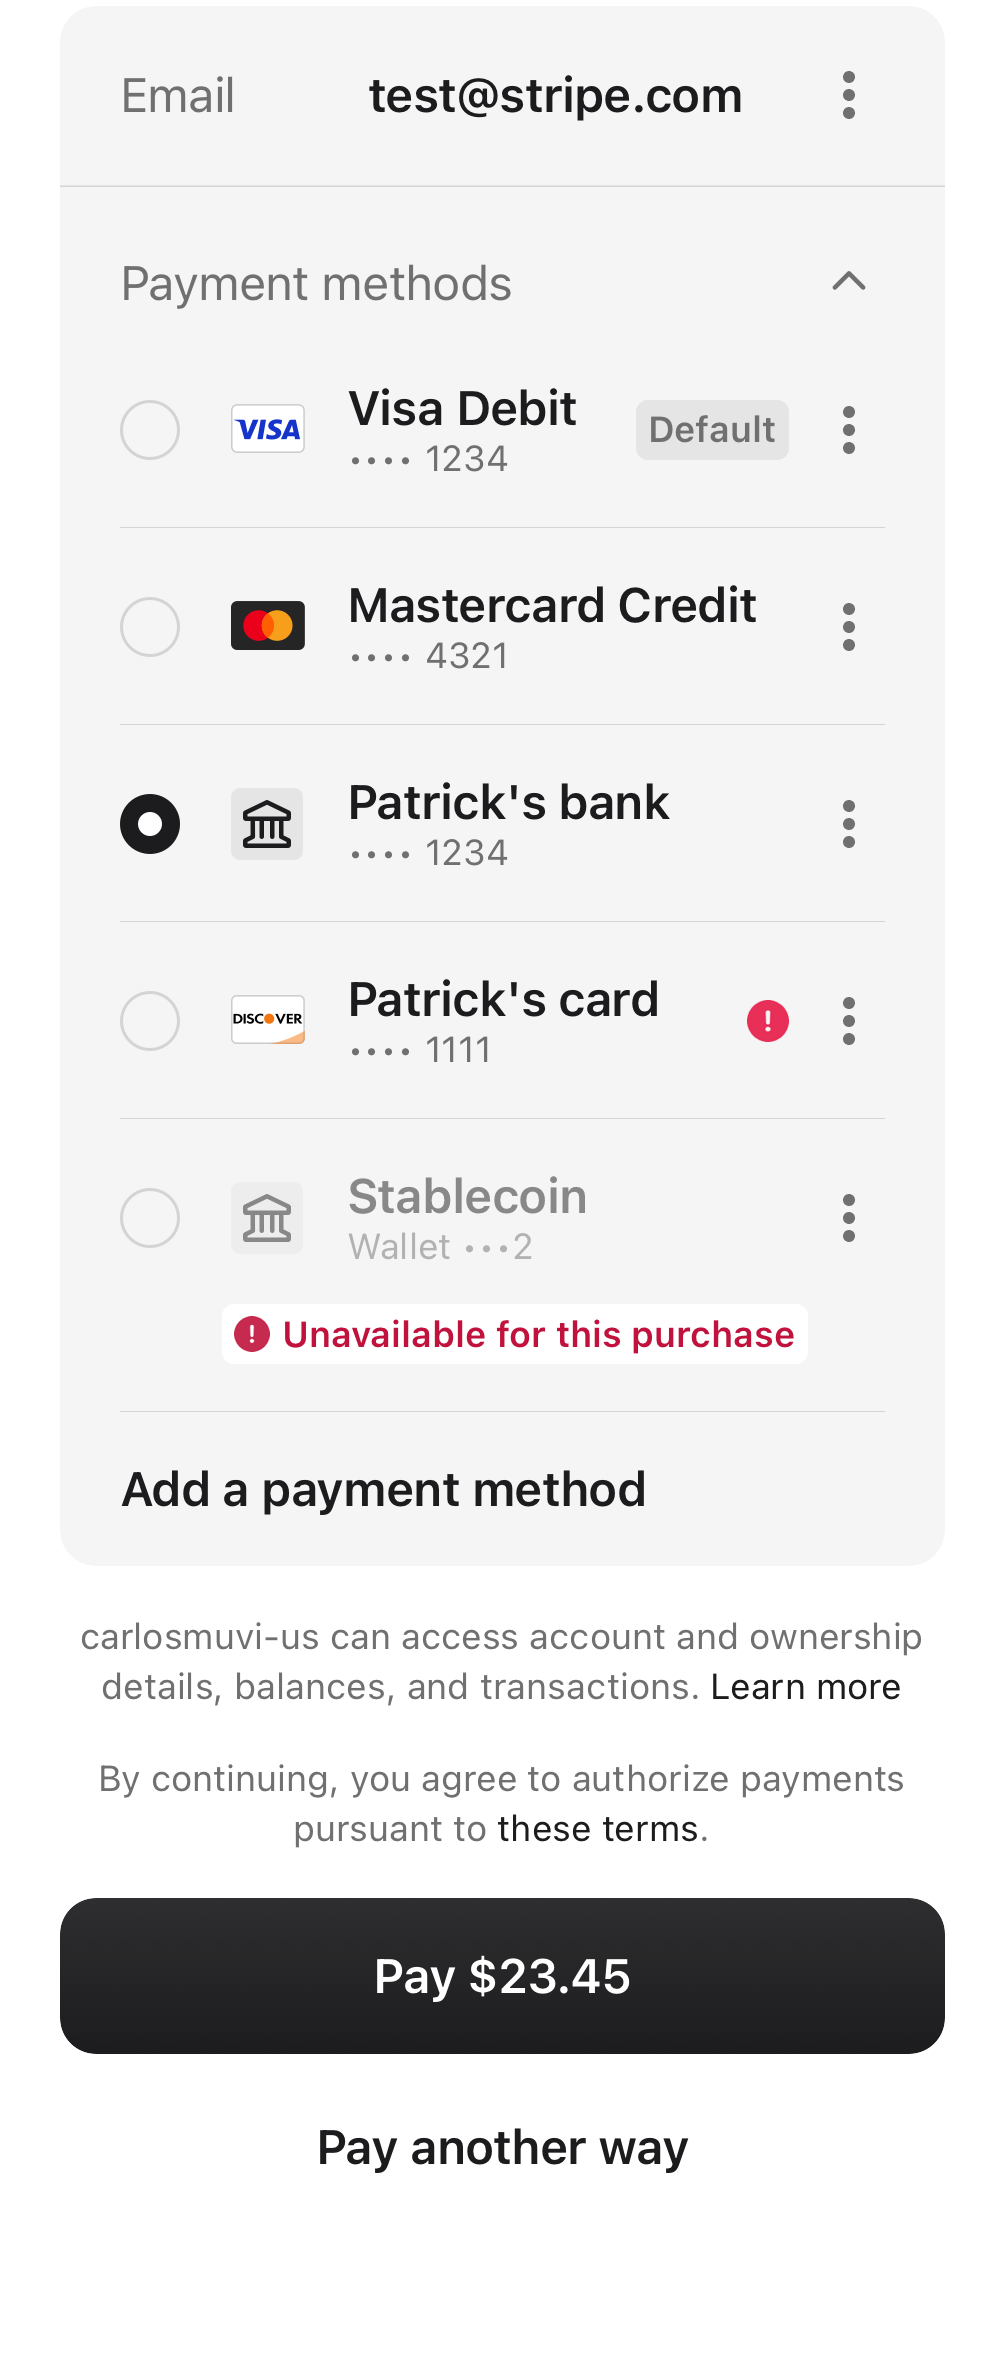 Email test@stripe.com
Payment methods
VISA Visa Debit Default
•••• 1234
Mastercard Credit
•••• 4321
Patrick's bank
•••• 1234
DISCOVER Patrick's card !
•••• 1111
Stablecoin
Wallet •••2
! Unavailable for this purchase
Add a payment method
carlosmuvi-us can access account and ownership
details, balances, and transactions. Learn more
By continuing, you agree to authorize payments
pursuant to these terms.
Pay $23.45
Pay another way